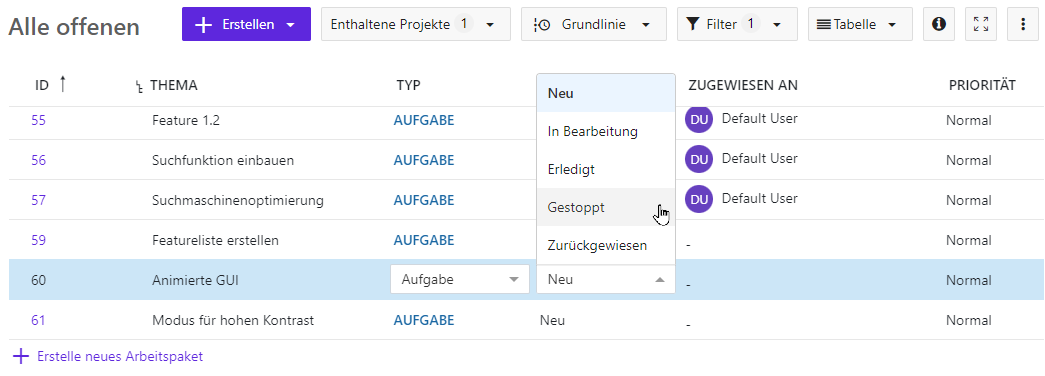 Alle offenen
Erstellen
Enthaltene Projekte 1
Grundlinie
Filter 1
Tabelle
ID THEMA TYP ZUGEWIESEN AN PRIORITÄT
55 Feature 1.2 AUFGABE DU Default User Normal
56 Suchfunktion einbauen AUFGABE DU Default User Normal
57 Suchmaschinenoptimierung AUFGABE DU Default User Normal
59 Featureliste erstellen AUFGABE - Normal
60 Animierte GUI Aufgabe Neu - Normal
61 Modus für hohen Kontrast AUFGABE Neu - Normal
Neu
In Bearbeitung
Erledigt
Gestoppt
Zurückgewiesen
Erstelle neues Arbeitspaket